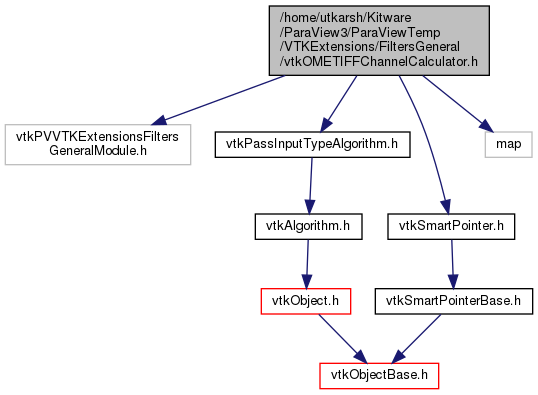 /home/utkarsh/Kitware
/ParaView3/ParaViewTemp
/VTKExtensions/FiltersGeneral
/vtkOMETIFFChannelCalculator.h
vtkPVVTKExtensionsFilters
GeneralModule.h
vtkPassInputTypeAlgorithm.h
map
vtkAlgorithm.h
vtkSmartPointer.h
vtkObject.h
vtkSmartPointerBase.h
vtkObjectBase.h